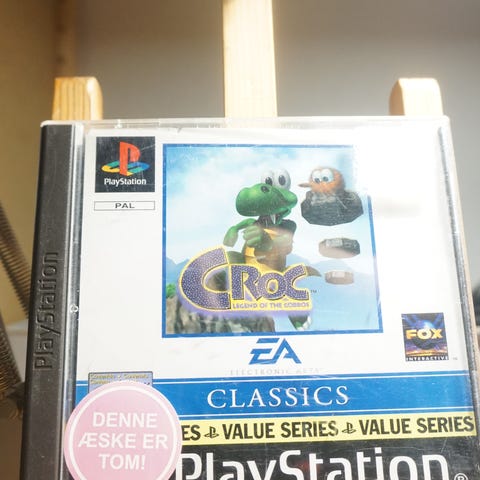 PlayStation
PAL
PlayStation
CROC™
LEGEND OF THE GOBBOS
EA
ELECTRONIC ARTS
FOX
INTERACTIVE
CLASSICS
ES VALUE SERIES VALUE SERIES
DENNE
ÆSKE ER
TOM!
PlayStation®